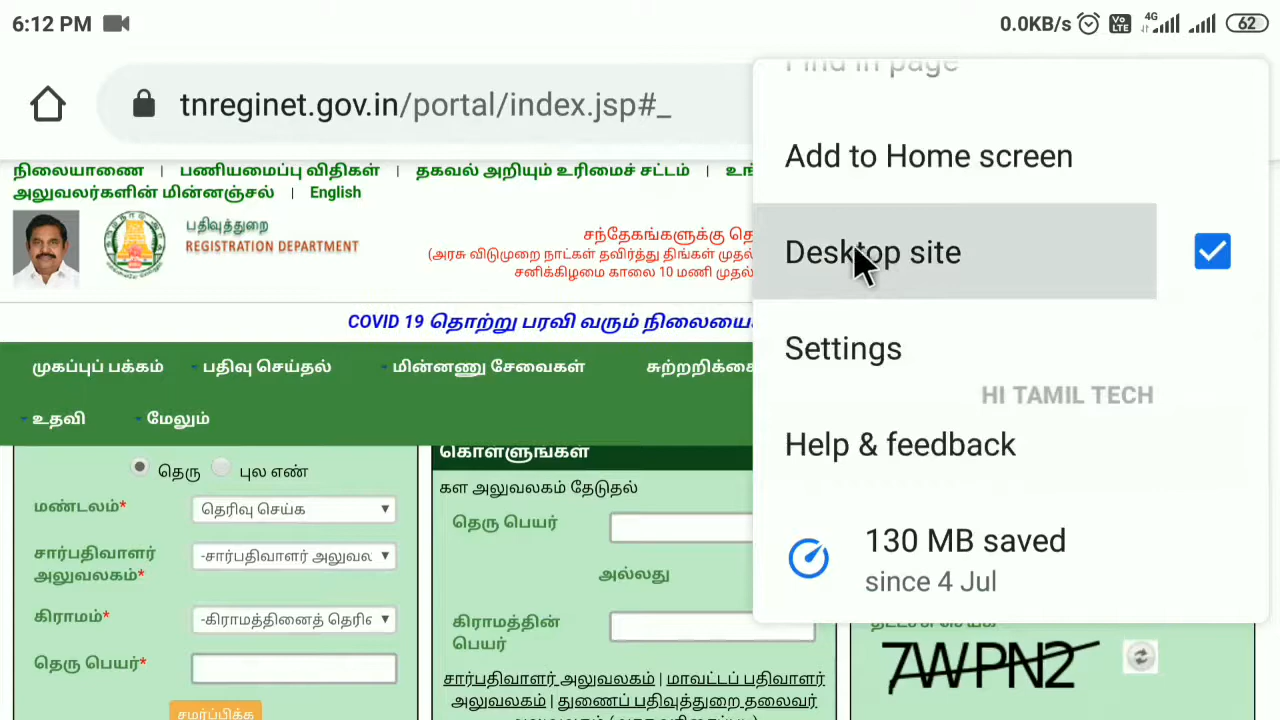 6:12 PM
0.0KB/s Vo LTE 4G 62
tnreginet.gov.in/portal/index.jsp#_
Find in page
Add to Home screen
Desktop site
Settings
HI TAMIL TECH
Help & feedback
130 MB saved
since 4 Jul
நிலையாணை | பணியமைப்பு விதிகள் | தகவல் அறியும் உரிமைச் சட்டம் |
அலுவலர்களின் மின்னஞ்சல் | English
பதிவுத்துறை
REGISTRATION DEPARTMENT
சந்தேகங்களுக்கு
(அரசு விடுமுறை நாட்கள் தவிர்த்து திங்கள் முதல்
சனிக்கிழமை காலை 10 மணி முதல்
COVID 19 தொற்று பரவி வரும்
முகப்புப் பக்கம் பதிவு செய்தல் மின்னணு சேவைகள்
உதவி மேலும்
தெரு புல எண்
மண்டலம்* தெரிவு செய்க
சார்பதிவாளர் அலுவலகம்* -சார்பதிவாளர் அலுவல
கிராமம்* -கிராமத்தினைத் தெரி
தெரு பெயர்*
சமர்ப்பிக்க
கொள்ளுங்கள்
கள அலுவலகம் தேடுதல்
தெரு பெயர்
அல்லது
கிராமத்தின்
பெயர்
சார்பதிவாளர் அலுவலகம் | மாவட்டப் பதிவாளர்
அலுவலகம் | துணைப் பதிவுத்துறை தலைவர்
7WPN2